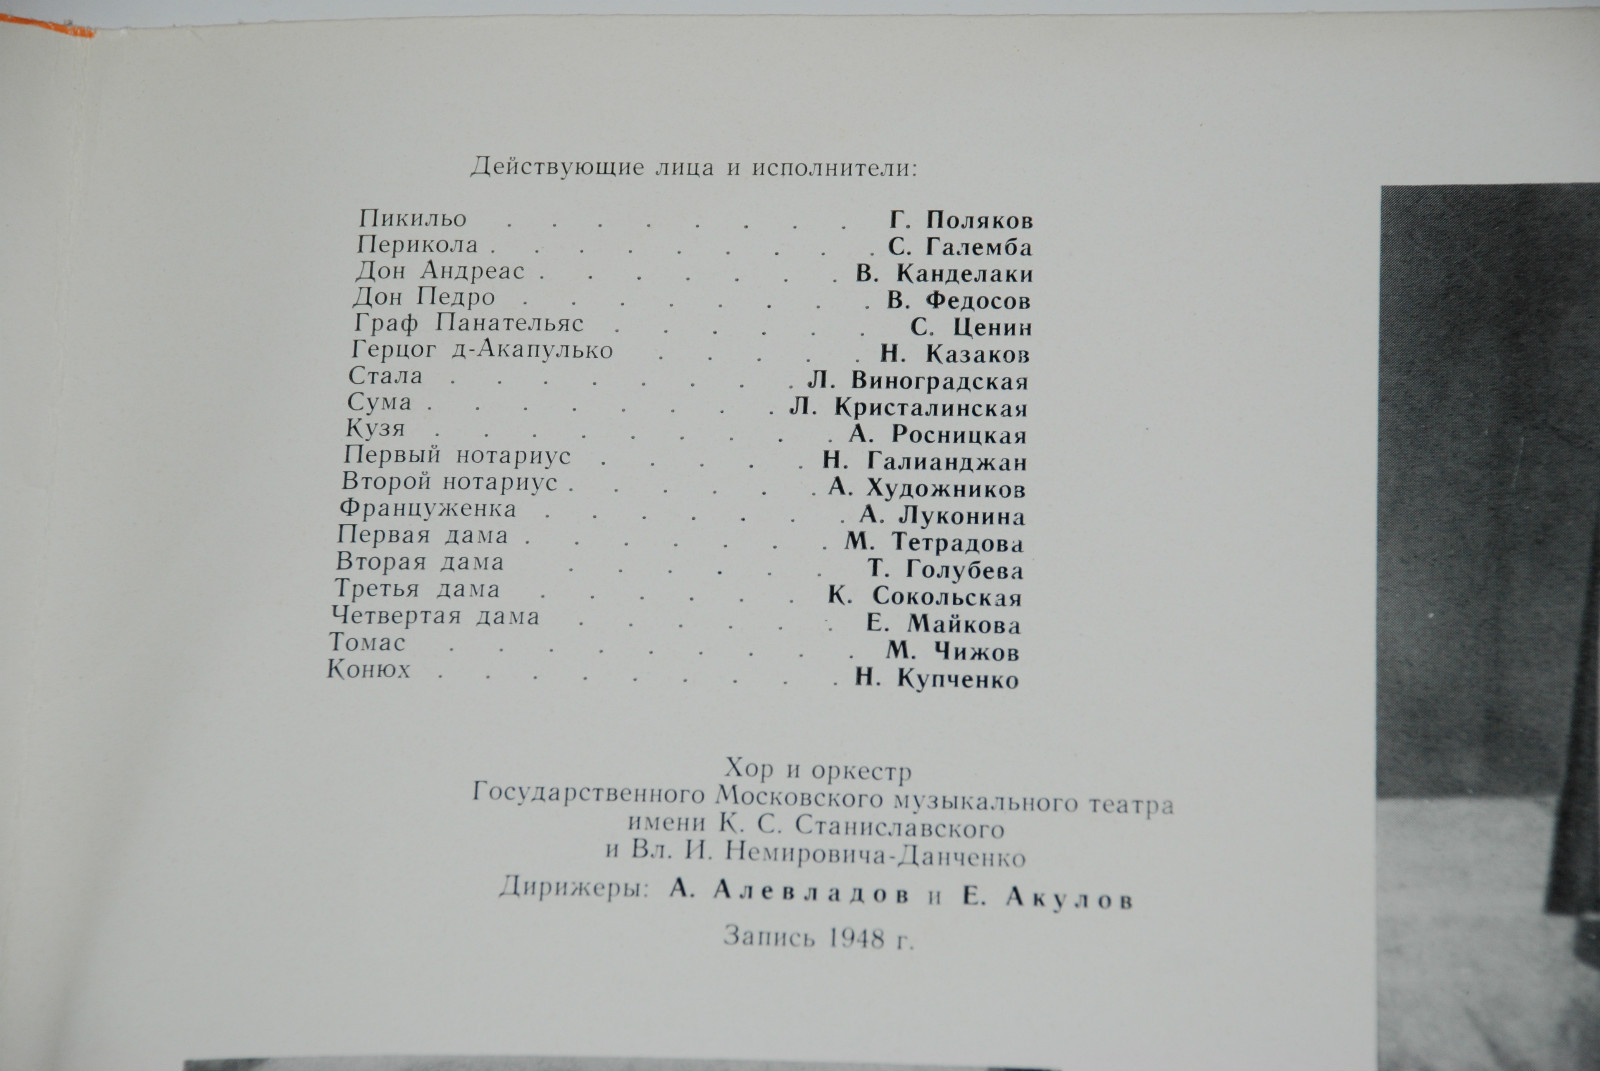 Действующие лица и исполнители:
Пикильо . . . . . . . . Г. Поляков
Перикола . . . . . . . . . С. Галемба
Дон Андреас . . . . . . . В. Канделаки
Дон Педро . . . . . . . . В. Федосов
Граф Панательяс . . . . . . С. Ценин
Герцог д-Акапулько . . . . . Н. Казаков
Стала . . . . . . . . Л. Виноградская
Сума . . . . . . . . Л. Кристалинская
Кузя . . . . . . . . . А. Росницкая
Первый нотариус . . . . . Н. Галианджан
Второй нотариус . . . . . . А. Художников
Француженка . . . . . . . А. Луконина
Первая дама . . . . . . . М. Тетрадова
Вторая дама . . . . . . Т. Голубева
Третья дама . . . . . . К. Сокольская
Четвертая дама . . . . . . Е. Майкова
Томас . . . . . . . . . М. Чижов
Конюх . . . . . . . . . Н. Купченко
Хор и оркестр
Государственного Московского музыкального театра
имени К. С. Станиславского
и Вл. И. Немировича-Данченко
Дирижеры: А. Алевладов и Е. Акулов
Запись 1948 г.